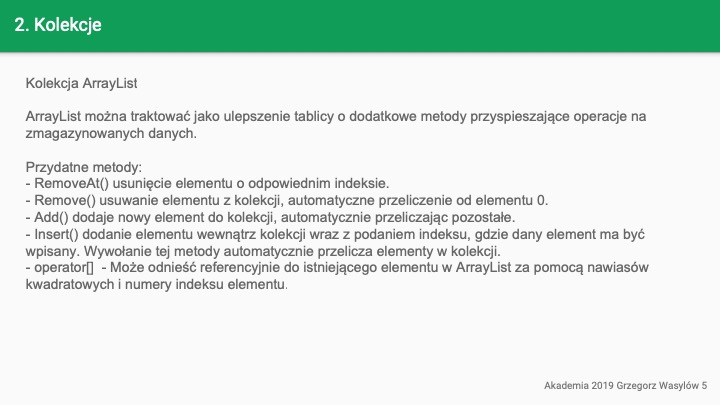 2. Kolekcje
Kolekcja ArrayList
ArrayList można traktować jako ulepszenie tablicy o dodatkowe metody przyspieszające operacje na
zmagazynowanych danych.
Przydatne metody:
- RemoveAt() usunięcie elementu o odpowiednim indeksie.
- Remove() usuwanie elementu z kolekcji, automatyczne przeliczenie od elementu 0.
- Add() dodaje nowy element do kolekcji, automatycznie przeliczając pozostałe.
- Insert() dodanie elementu wewnątrz kolekcji wraz z podaniem indeksu, gdzie dany element ma być
wpisany. Wywołanie tej metody automatycznie przelicza elementy w kolekcji.
- operator[]  - Może odnieść referencyjnie do istniejącego elementu w ArrayList za pomocą nawiasów
kwadratowych i numery indeksu elementu.
Akademia 2019 Grzegorz Wasylów 5